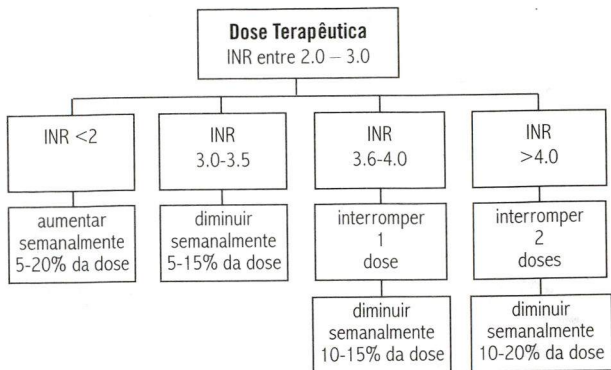 Dose Terapêutica
INR entre 2.0 – 3.0
INR <2
aumentar
semanalmente
5-20% da dose
INR
3.0-3.5
diminuir
semanalmente
5-15% da dose
INR
3.6-4.0
interromper
1
dose
diminuir
semanalmente
10-15% da dose
INR
>4.0
interromper
2
doses
diminuir
semanalmente
10-20% da dose